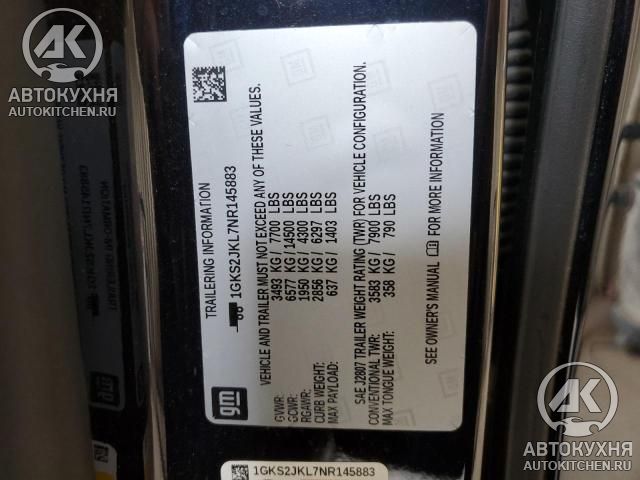 АВТОКУХНЯ
AUTOKITCHEN.RU
TRAILERING INFORMATION
1GKS2JKL7NR145883
VEHICLE AND TRAILER MUST NOT EXCEED ANY OF THESE VALUES.
GVWR: 3493 KG / 7700 LBS
GCWR: 6577 KG / 14500 LBS
RGAWR: 1950 KG / 4300 LBS
CURB WEIGHT: 2856 KG / 6297 LBS
MAX PAYLOAD: 637 KG / 1403 LBS
SAE J2807 TRAILER WEIGHT RATING (TWR) FOR VEHICLE CONFIGURATION.
CONVENTIONAL TWR: 3583 KG / 7900 LBS
MAX TONGUE WEIGHT: 358 KG / 790 LBS
SEE OWNER'S MANUAL FOR MORE INFORMATION
gm
1GKS2JKL7NR145883
АВТОКУХНЯ
AUTOKITCHEN.RU